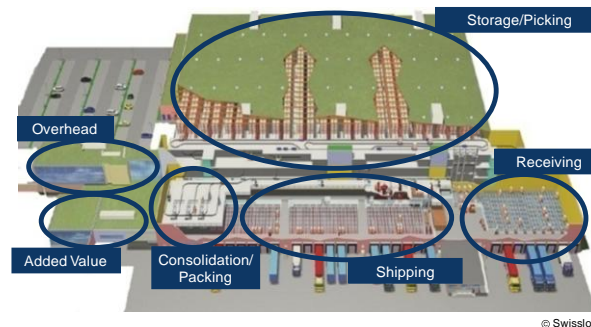 Storage/Picking
Overhead
Receiving
Added Value
Consolidation/
Packing
Shipping
© Swisslo